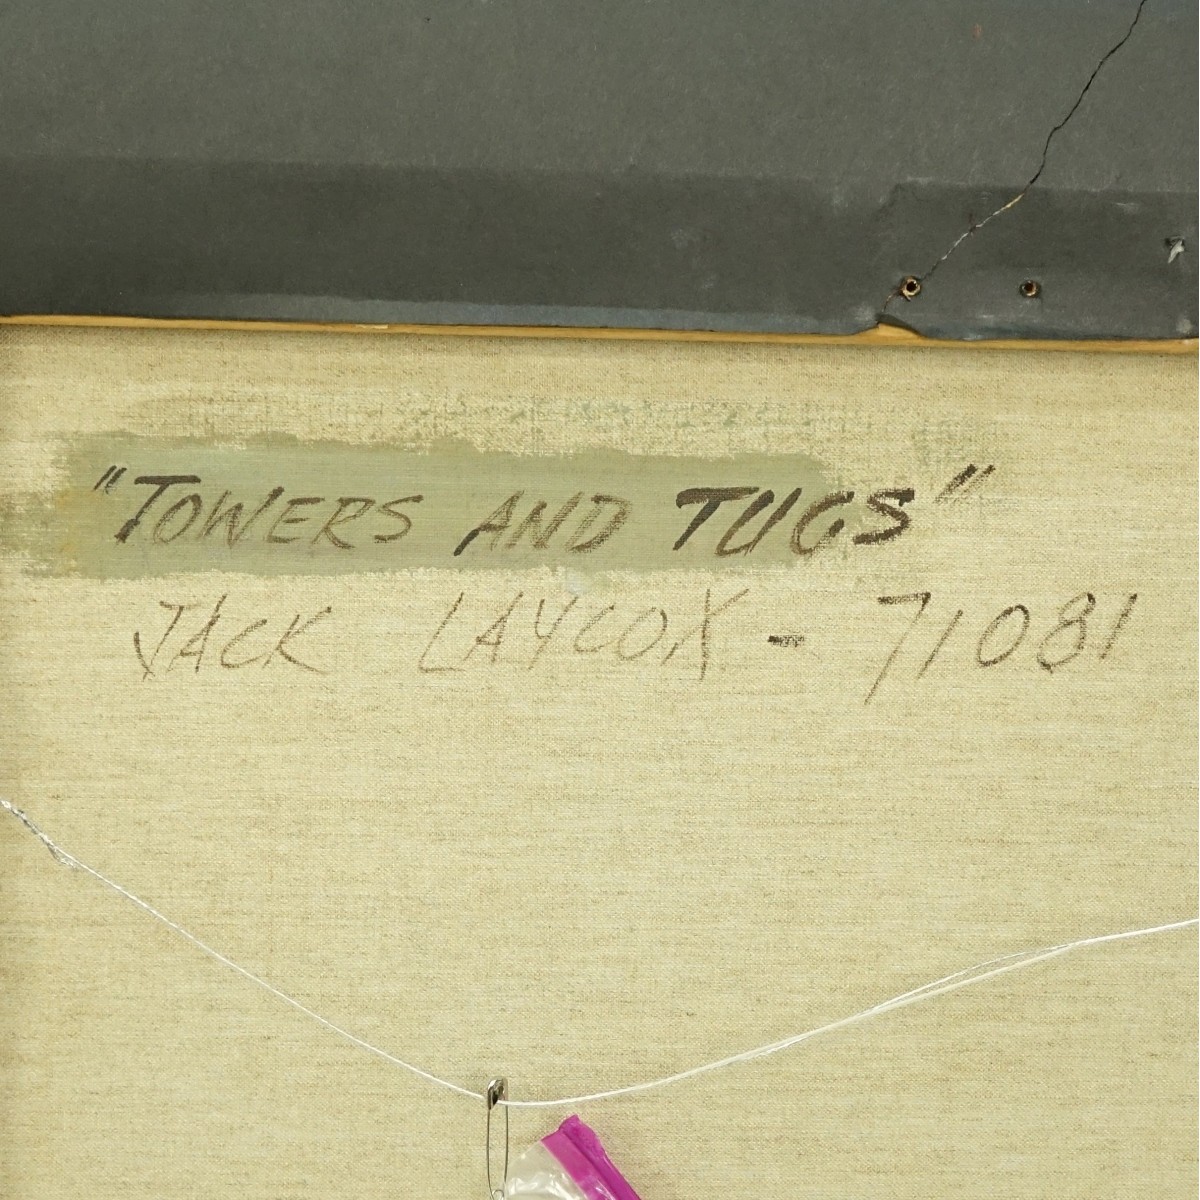 "TOWERS AND TUGS"
JACK LAYCOX - 71081